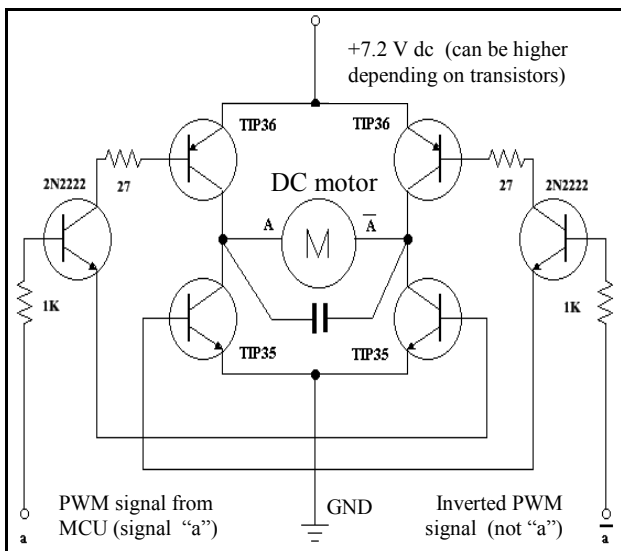 +7.2 V dc (can be higher
depending on transistors)
TIP36
TIP36
DC motor
2N2222
27
27
2N2222
A
M
A̅
1K
1K
TIP35
TIP35
PWM signal from
MCU (signal “a”)
GND
Inverted PWM
signal (not “a”)
a
a̅